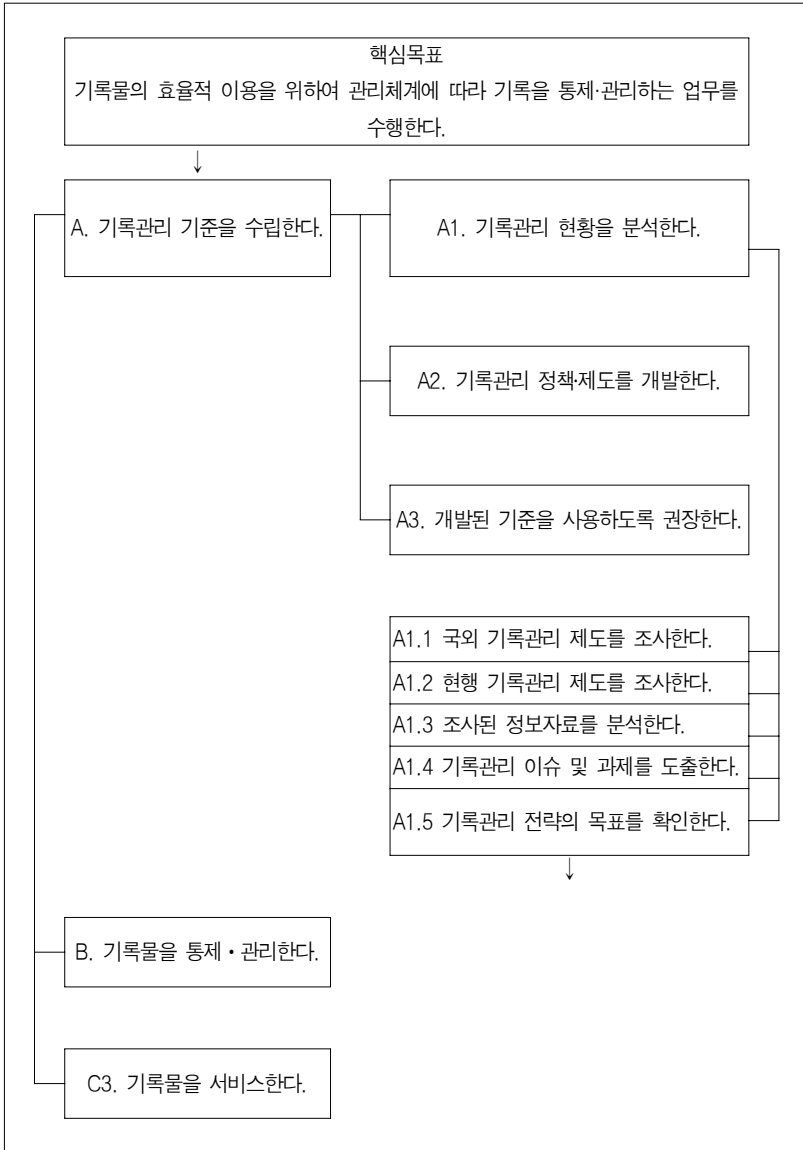 핵심목표
기록물의 효율적 이용을 위하여 관리체계에 따라 기록을 통제·관리하는 업무를
수행한다.
↓
A. 기록관리 기준을 수립한다.
A1. 기록관리 현황을 분석한다.
A2. 기록관리 정책·제도를 개발한다.
A3. 개발된 기준을 사용하도록 권장한다.
A1.1 국외 기록관리 제도를 조사한다.
A1.2 현행 기록관리 제도를 조사한다.
A1.3 조사된 정보자료를 분석한다.
A1.4 기록관리 이슈 및 과제를 도출한다.
A1.5 기록관리 전략의 목표를 확인한다.
↓
B. 기록물을 통제・관리한다.
C3. 기록물을 서비스한다.